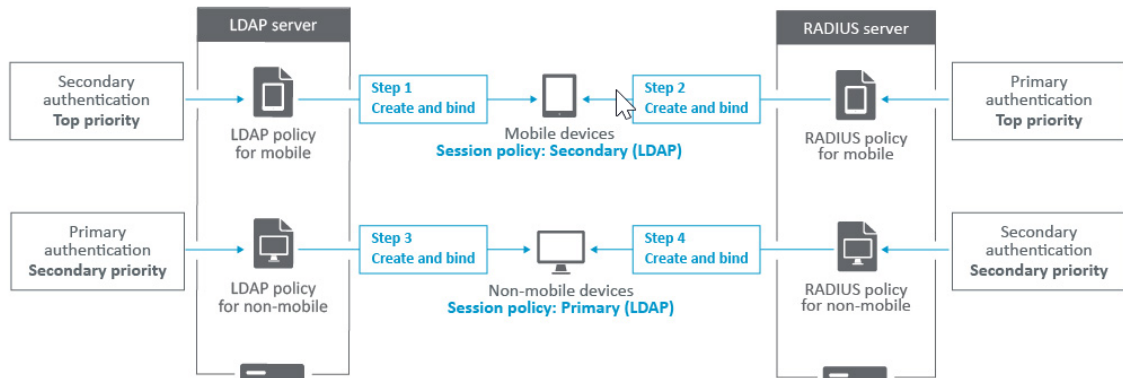 LDAP server
RADIUS server
Secondary
authentication
Top priority
LDAP policy
for mobile
Step 1
Create and bind
Mobile devices
Session policy: Secondary (LDAP)
Step 2
Create and bind
RADIUS policy
for mobile
Primary
authentication
Top priority
Primary
authentication
Secondary priority
LDAP policy
for non-mobile
Step 3
Create and bind
Non-mobile devices
Session policy: Primary (LDAP)
Step 4
Create and bind
RADIUS policy
for non-mobile
Secondary
authentication
Secondary priority